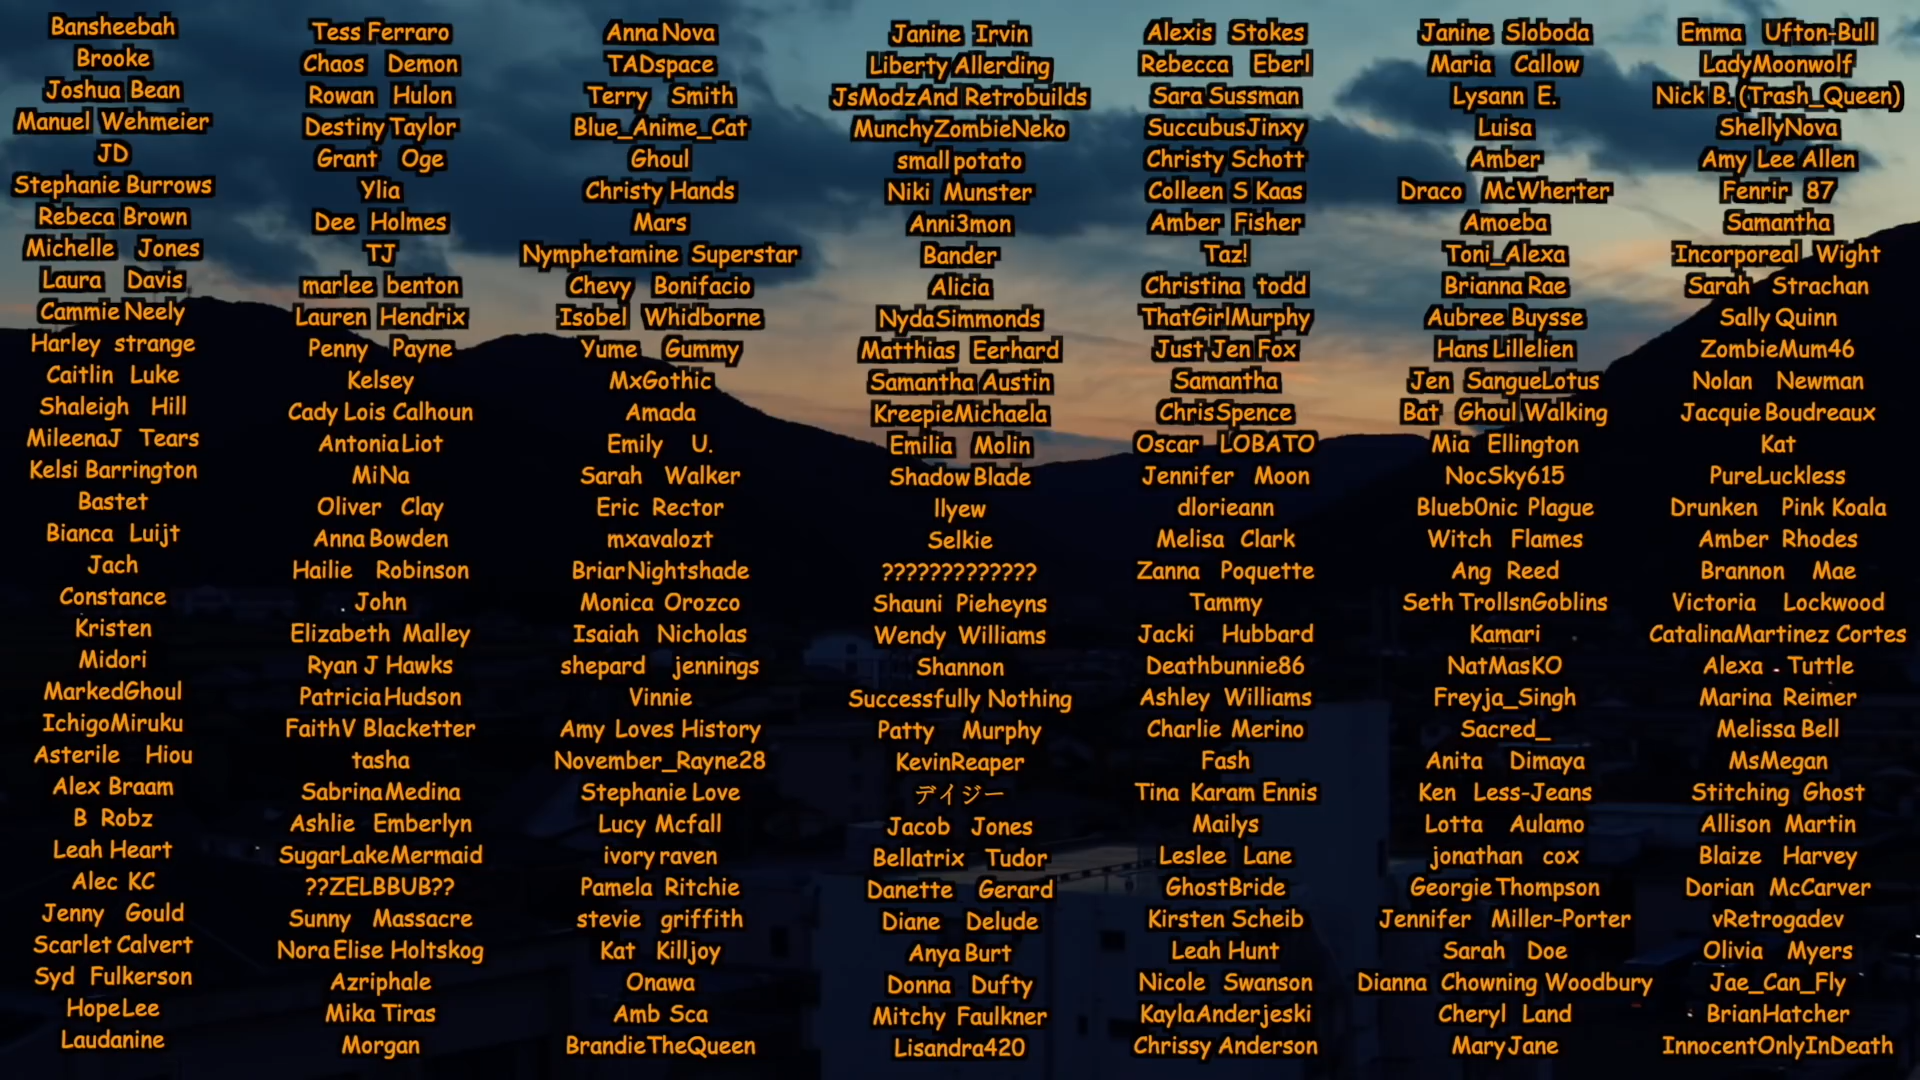 Bansheebah
Brooke
Joshua Bean
Manuel Wehmeier
JD
Stephanie Burrows
Rebeca Brown
Michelle Jones
Laura Davis
Cammie Neely
Harley strange
Caitlin Luke
Shaleigh Hill
MileenaJ Tears
Kelsi Barrington
Bastet
Bianca Luijt
Jach
Constance
Kristen
Midori
MarkedGhoul
IchigoMiruku
Asterile Hiou
Alex Braam
B Robz
Leah Heart
Alec KC
Jenny Gould
Scarlet Calvert
Syd Fulkerson
HopeLee
Laudanine
Tess Ferraro
Chaos Demon
Rowan Hulon
Destiny Taylor
Grant Oge
Ylia
Dee Holmes
TJ
marlee benton
Lauren Hendrix
Penny Payne
Kelsey
Cady Lois Calhoun
Antonia Liot
MiNa
Oliver Clay
Anna Bowden
Hailie Robinson
John
Elizabeth Malley
Ryan J Hawks
Patricia Hudson
FaithV Blacketter
tasha
Sabrina Medina
Ashlie Emberlyn
SugarLakeMermaid
??ZELBBUB??
Sunny Massacre
Nora Elise Holtskog
Azriphale
Mika Tiras
Morgan
Anna Nova
TADspace
Terry Smith
Blue_Anime_Cat
Ghoul
Christy Hands
Mars
Nymphetamine Superstar
Chevy Bonifacio
Isobel Whidborne
Yume Gummy
MxGothic
Amada
Emily U.
Sarah Walker
Eric Rector
mxavalozt
BriarNightshade
Monica Orozco
Isaiah Nicholas
shepard jennings
Vinnie
Amy Loves History
November_Rayne28
Stephanie Love
Lucy Mcfall
ivory raven
Pamela Ritchie
stevie griffith
Kat Killjoy
Onawa
Amb Sca
BrandieTheQueen
Janine Irvin
Liberty Allerding
JsModzAnd Retrobuilds
MunchyZombieNeko
small potato
Niki Munster
Anni3mon
Bander
Alicia
NydaSimmonds
Matthias Eerhard
Samantha Austin
KreepieMichaela
Emilia Molin
Shadow Blade
llyew
Selkie
?????????????
Shauni Pieheyns
Wendy Williams
Shannon
Successfully Nothing
Patty Murphy
KevinReaper
デイジー
Jacob Jones
Bellatrix Tudor
Danette Gerard
Diane Delude
Anya Burt
Donna Dufty
Mitchy Faulkner
Lisandra420
Alexis Stokes
Rebecca Eberl
Sara Sussman
SuccubusJinxy
Christy Schott
Colleen S Kaas
Amber Fisher
Taz!
Christina todd
ThatGirlMurphy
Just Jen Fox
Samantha
Chris Spence
Oscar LOBATO
Jennifer Moon
dlorieann
Melisa Clark
Zanna Poquette
Tammy
Jacki Hubbard
Deathbunnie86
Ashley Williams
Charlie Merino
Fash
Tina Karam Ennis
Mailys
Leslee Lane
GhostBride
Kirsten Scheib
Leah Hunt
Nicole Swanson
KaylaAnderjeski
Chrissy Anderson
Janine Sloboda
Maria Callow
Lysann E.
Luisa
Amber
Draco McWherter
Amoeba
Toni_Alexa
Brianna Rae
Aubree Buysse
Hans Lillelien
Jen SangueLotus
Bat Ghoul Walking
Mia Ellington
NocSky615
Blueb0nic Plague
Witch Flames
Ang Reed
Seth TrollsnGoblins
Kamari
NatMasKO
Freyja_Singh
Sacred_
Anita Dimaya
Ken Less-Jeans
Lotta Aulamo
jonathan cox
Georgie Thompson
Jennifer Miller-Porter
Sarah Doe
Dianna Chowning Woodbury
Cheryl Land
MaryJane
Emma Ufton-Bull
LadyMoonwolf
Nick B. (Trash_Queen)
ShellyNova
Amy Lee Allen
Fenrir 87
Samantha
Incorporeal Wight
Sarah Strachan
Sally Quinn
ZombieMum46
Nolan Newman
Jacquie Boudreaux
Kat
PureLuckless
Drunken Pink Koala
Amber Rhodes
Brannon Mae
Victoria Lockwood
CatalinaMartinez Cortes
Alexa Tuttle
Marina Reimer
Melissa Bell
MsMegan
Stitching Ghost
Allison Martin
Blaize Harvey
Dorian McCarver
vRetrogadev
Olivia Myers
Jae_Can_Fly
BrianHatcher
InnocentOnlyInDeath